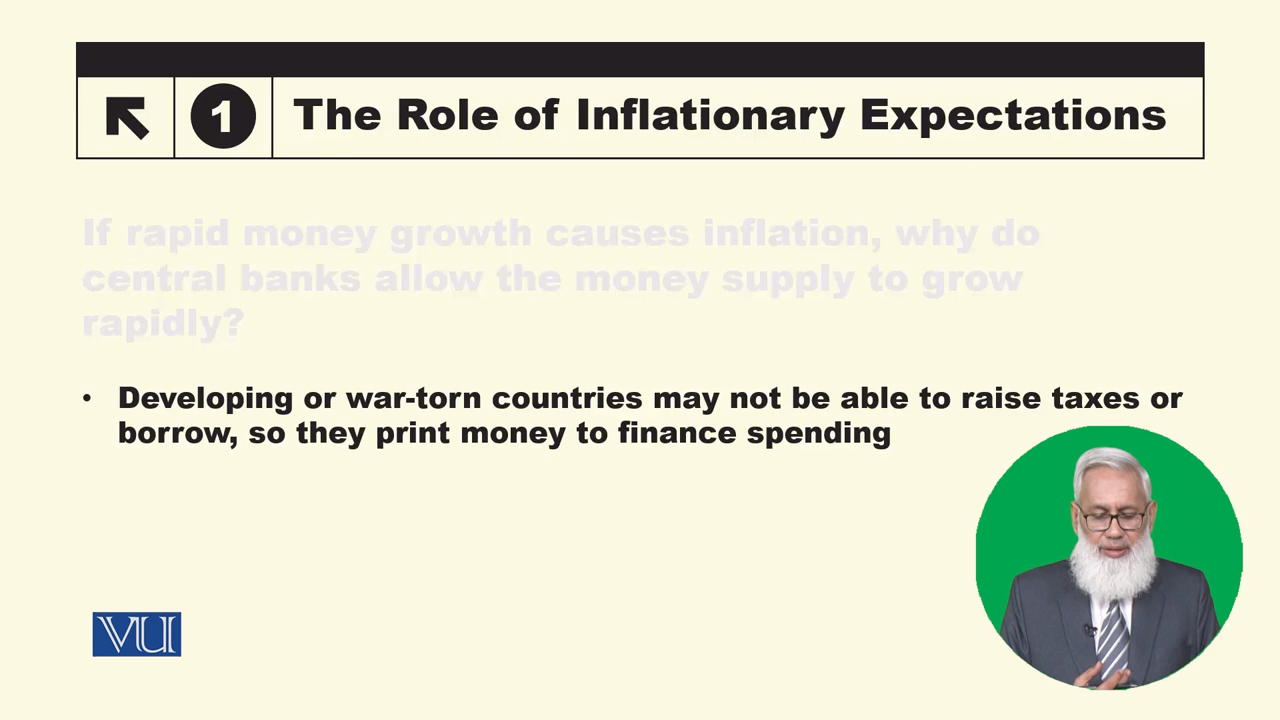 1 The Role of Inflationary Expectations
If rapid money growth causes inflation, why do
central banks allow the money supply to grow
rapidly?
• Developing or war-torn countries may not be able to raise taxes or
borrow, so they print money to finance spending
VU